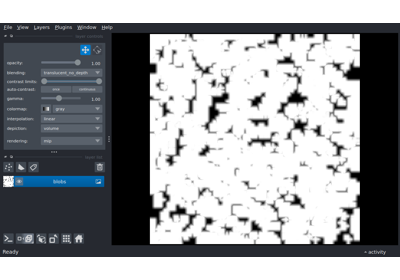 File View Layers Plugins Window Help
opacity: 1.00
blending: translucent_no_depth
contrast limits:
auto-contrast: once continuous
gamma: 1.00
colormap: gray
interpolation: linear
depiction: volume
rendering: mip
blobs
Ready activity